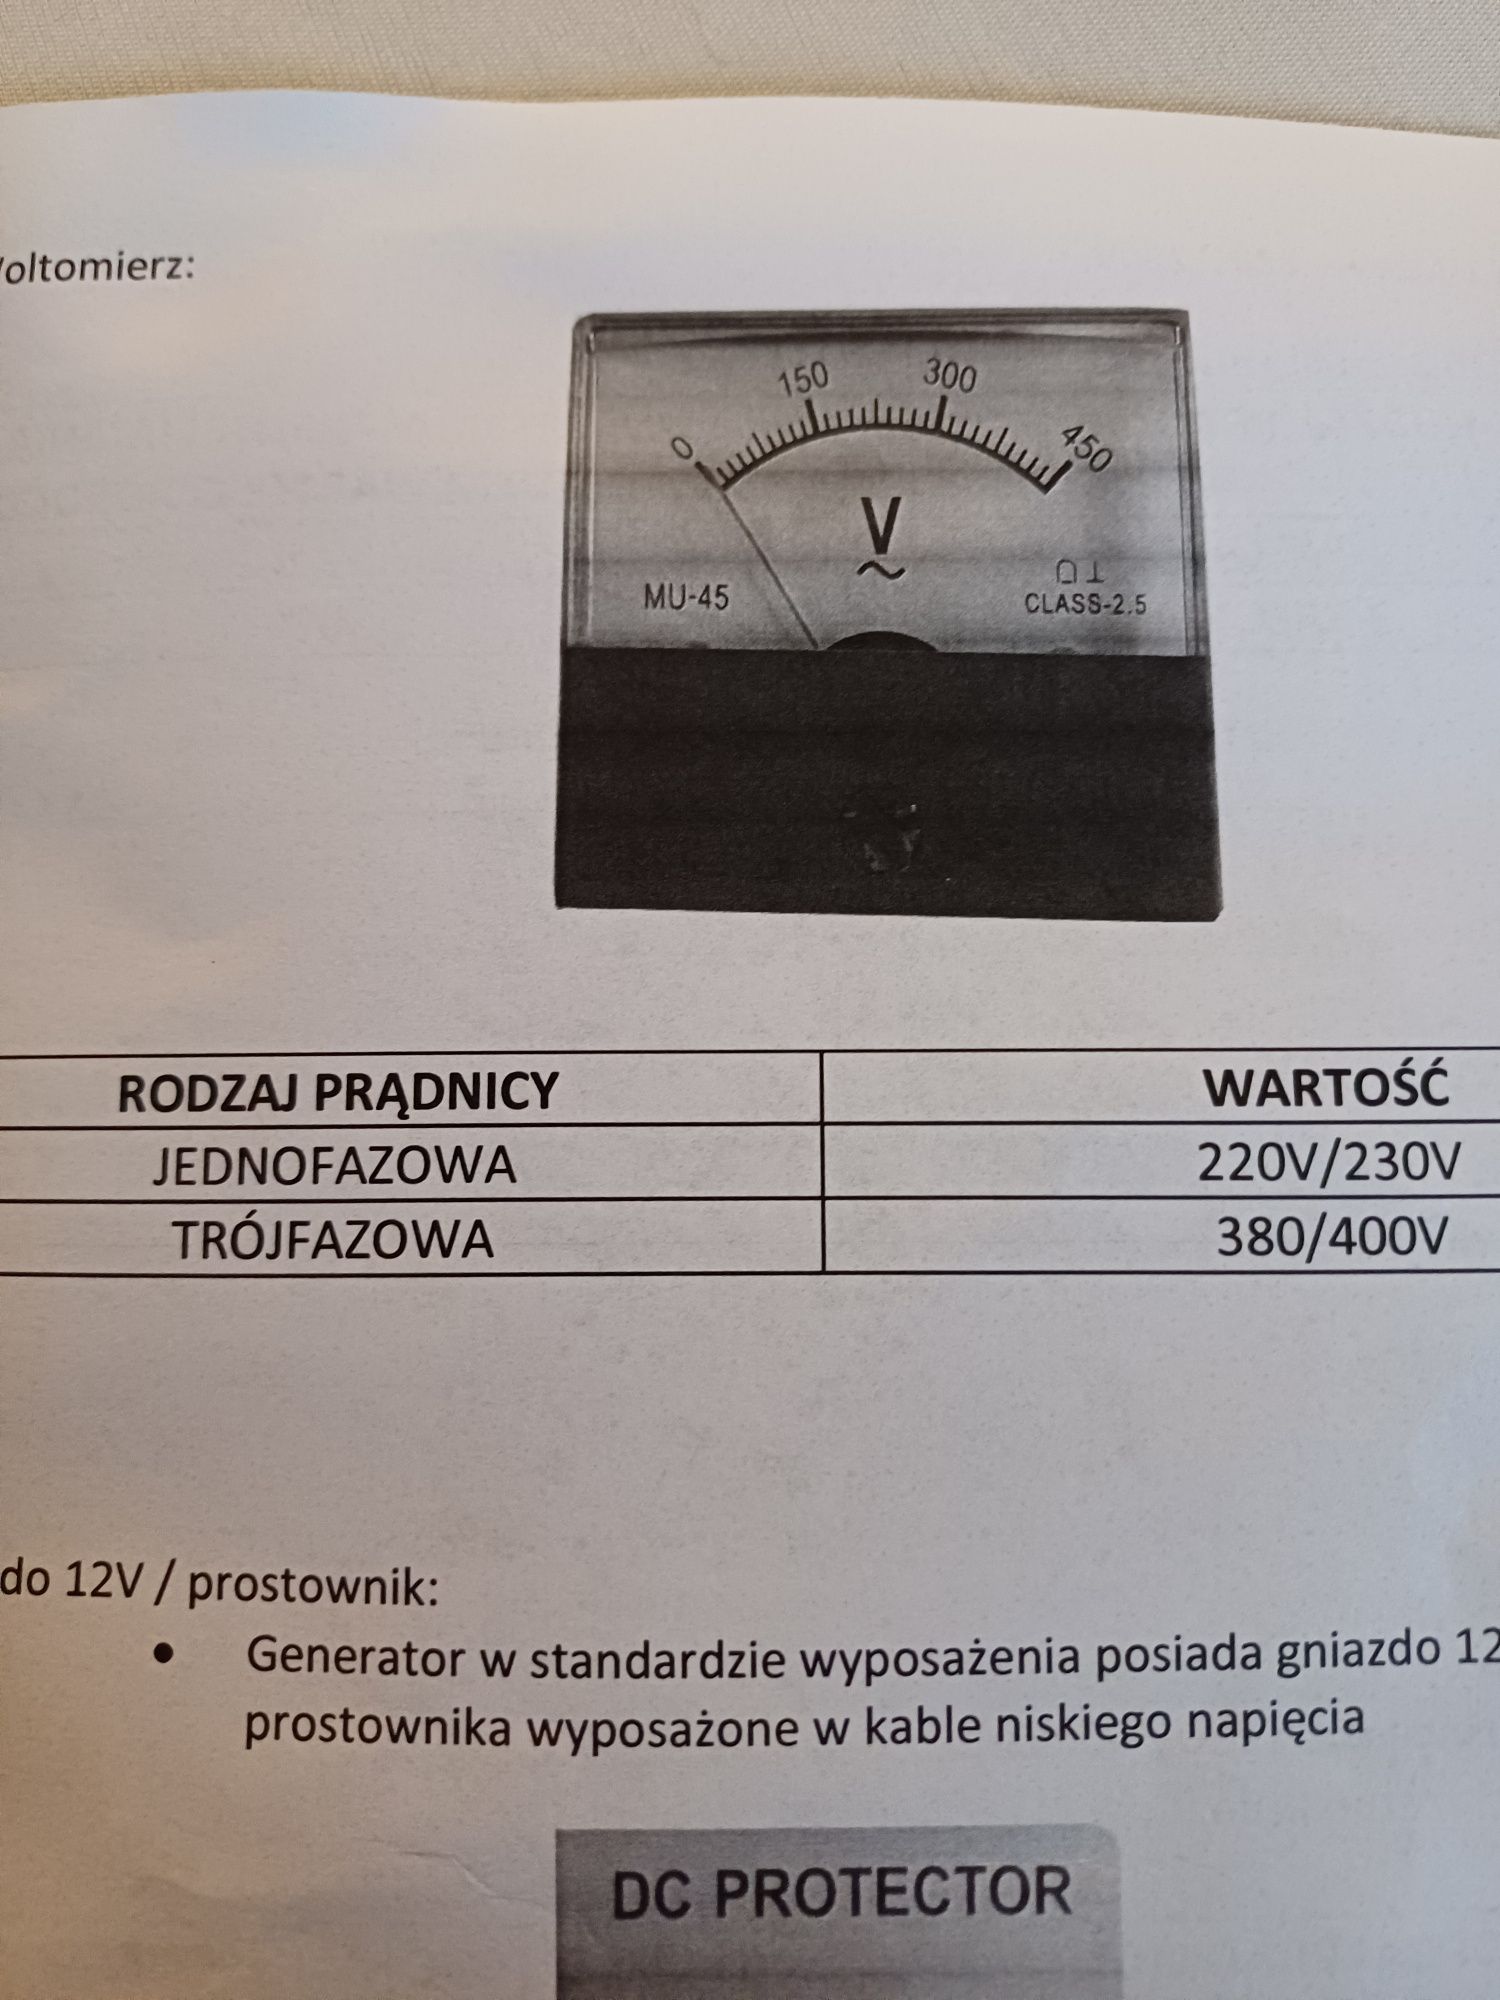 oltomierz:
0 150 300 450
V
~
MU-45
CLASS-2.5
RODZAJ PRĄDNICY WARTOŚĆ
JEDNOFAZOWA 220V/230V
TRÓJFAZOWA 380/400V
do 12V / prostownik:
• Generator w standardzie wyposażenia posiada gniazdo 12
prostownika wyposażone w kable niskiego napięcia
DC PROTECTOR